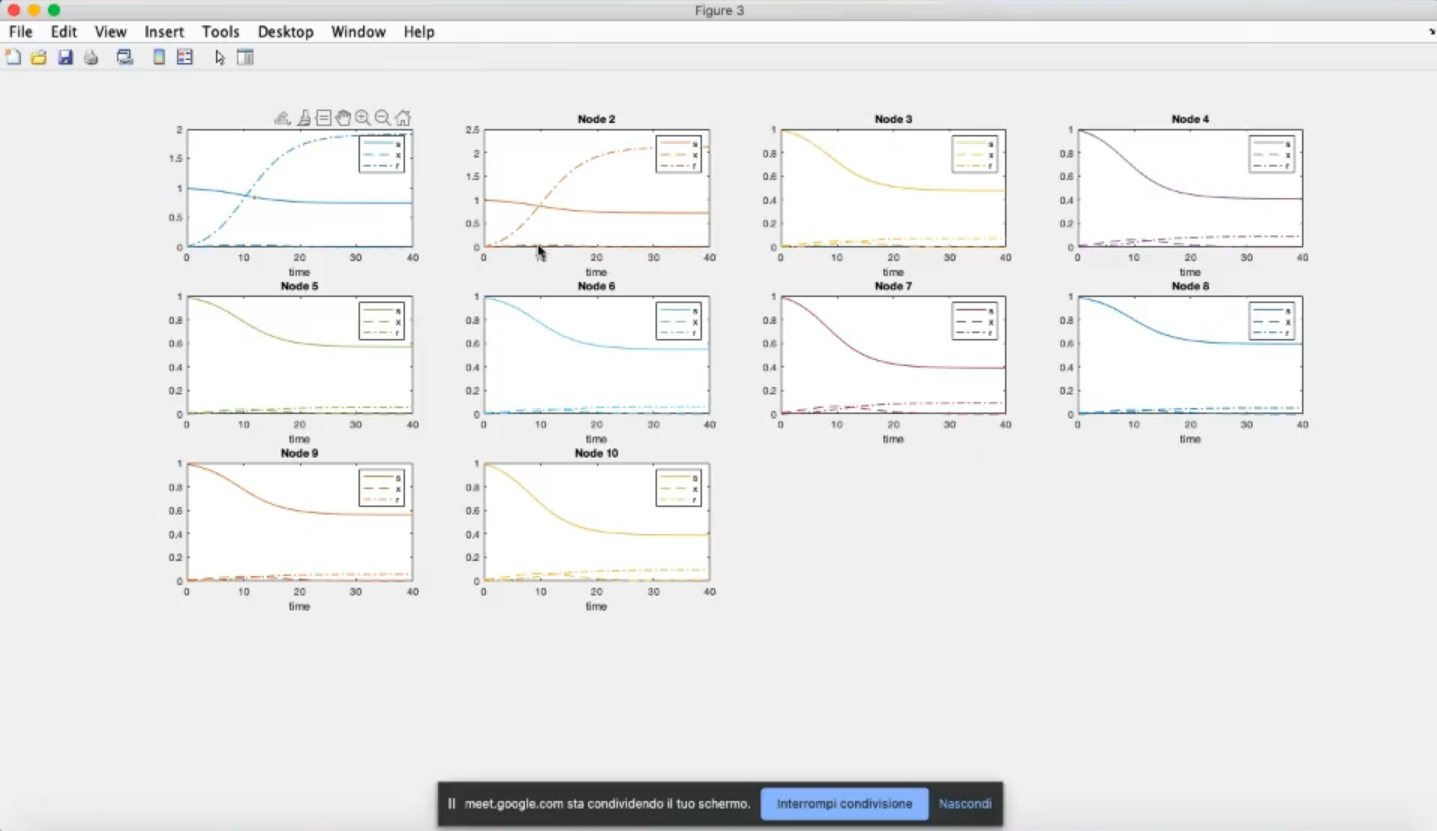 Figure 3
File Edit View Insert Tools Desktop Window Help
2
1.5
1
0.5
0
0 10 20 30 40
time
s
x
r
Node 2
2.5
2
1.5
1
0.5
0
0 10 20 30 40
time
s
x
r
Node 3
1
0.8
0.6
0.4
0.2
0
0 10 20 30 40
time
s
x
r
Node 4
1
0.8
0.6
0.4
0.2
0
0 10 20 30 40
time
s
x
r
Node 5
1
0.8
0.6
0.4
0.2
0
0 10 20 30 40
time
s
x
r
Node 6
1
0.8
0.6
0.4
0.2
0
0 10 20 30 40
time
s
x
r
Node 7
1
0.8
0.6
0.4
0.2
0
0 10 20 30 40
time
s
x
r
Node 8
1
0.8
0.6
0.4
0.2
0
0 10 20 30 40
time
s
x
r
Node 9
1
0.8
0.6
0.4
0.2
0
0 10 20 30 40
time
s
x
r
Node 10
1
0.8
0.6
0.4
0.2
0
0 10 20 30 40
time
s
x
r
meet.google.com sta condividendo il tuo schermo. Interrompi condivisione Nascondi